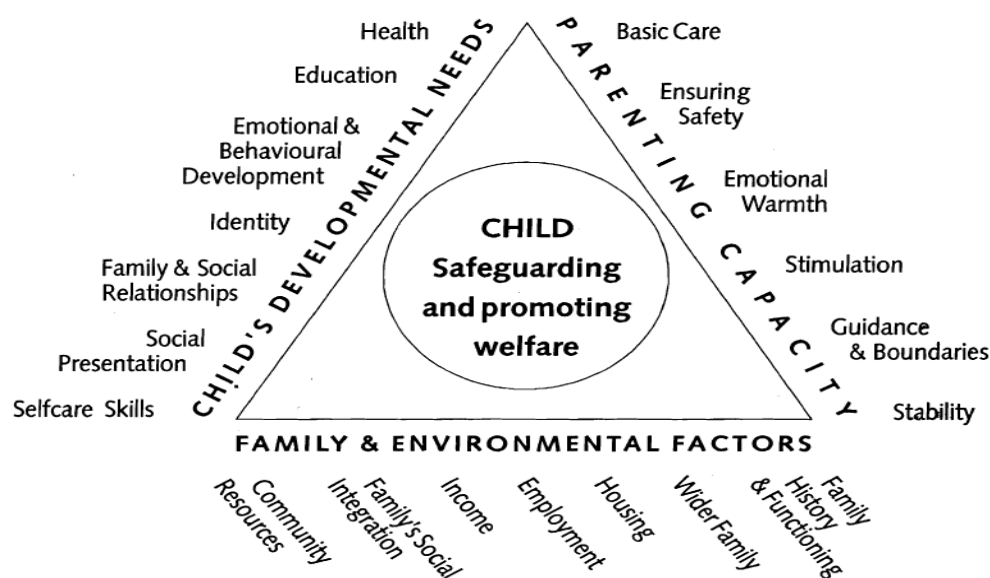 Health
Education
Emotional &
Behavioural
Development
Identity
Family & Social
Relationships
Social
Presentation
Selfcare Skills
CHILD'S DEVELOPMENTAL NEEDS
PARENTING CAPACITY
Basic Care
Ensuring
Safety
Emotional
Warmth
Stimulation
Guidance
& Boundaries
Stability
CHILD
Safeguarding
and promoting
welfare
FAMILY & ENVIRONMENTAL FACTORS
Community
Resources
Family's Social
Integration
Income
Employment
Housing
Wider Family
Family
History
& Functioning